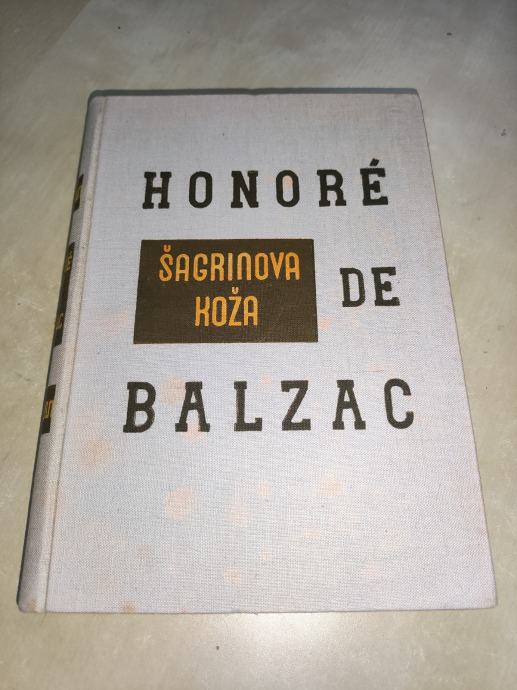 HONORÉ
ŠAGRINOVA
KOŽA
DE
BALZAC